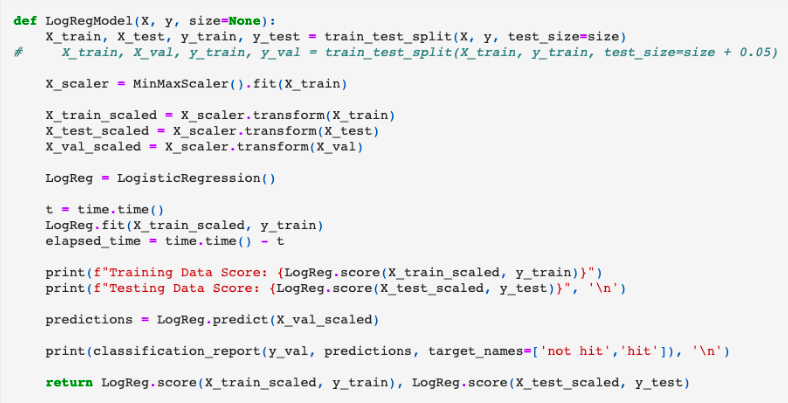 def LogRegModel(X, y, size=None):
    X_train, X_test, y_train, y_test = train_test_split(X, y, test_size=size)
#     X_train, X_val, y_train, y_val = train_test_split(X_train, y_train, test_size=size + 0.05)
    X_scaler = MinMaxScaler().fit(X_train)
    X_train_scaled = X_scaler.transform(X_train)
    X_test_scaled = X_scaler.transform(X_test)
    X_val_scaled = X_scaler.transform(X_val)
    LogReg = LogisticRegression()
    t = time.time()
    LogReg.fit(X_train_scaled, y_train)
    elapsed_time = time.time() - t
    print(f"Training Data Score: {LogReg.score(X_train_scaled, y_train)}")
    print(f"Testing Data Score: {LogReg.score(X_test_scaled, y_test)}", '\n')
    predictions = LogReg.predict(X_val_scaled)
    print(classification_report(y_val, predictions, target_names=['not hit','hit']), '\n')
    return LogReg.score(X_train_scaled, y_train), LogReg.score(X_test_scaled, y_test)